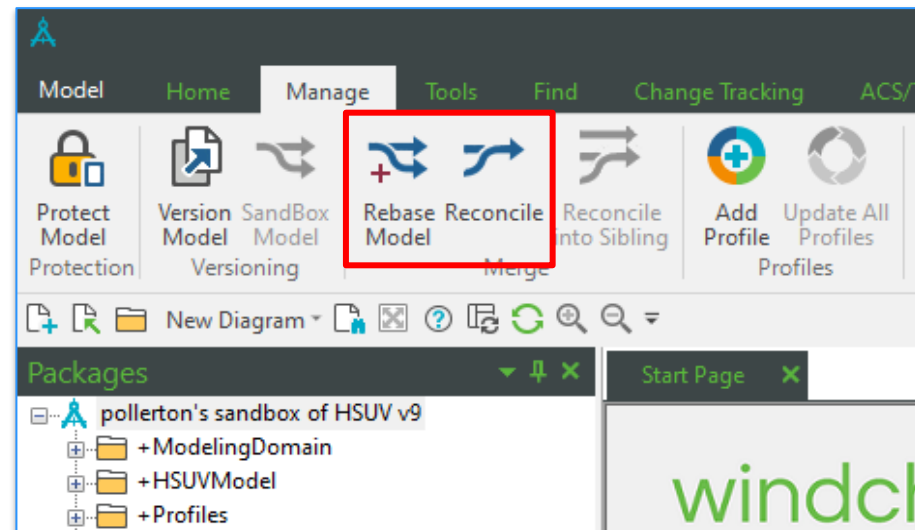 Model Home Manage Tools Find Change Tracking ACS/
Protect Version SandBox Rebase Reconcile Reconcile Add Update All
Model Model Model Model into Sibling Profile Profiles
Protection Versioning Merge Profiles
New Diagram
Packages Start Page
pollerton's sandbox of HSUV v9
+ModelingDomain
+HSUVModel
+Profiles
windch